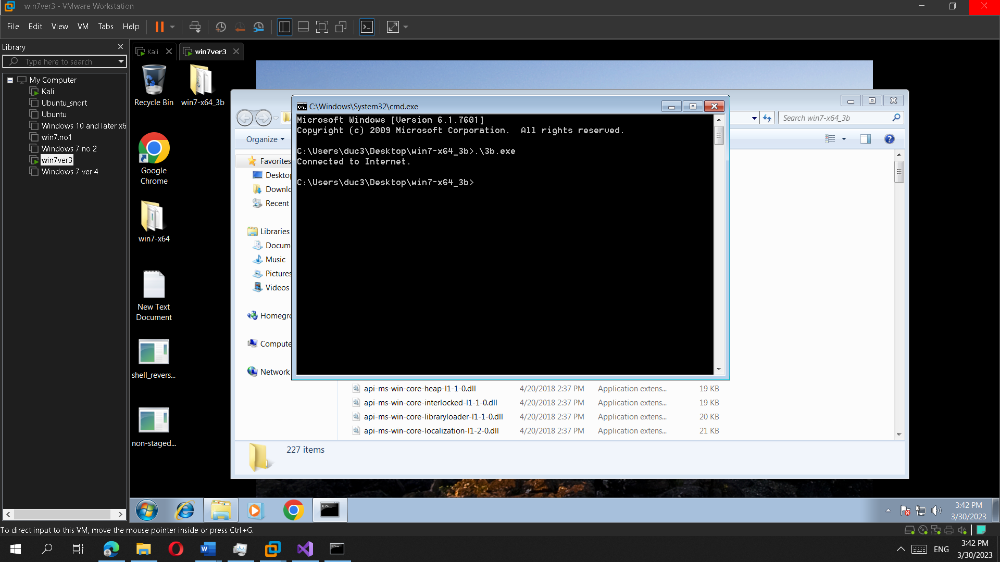 win7ver3 - VMware Workstation
File Edit View VM Tabs Help
Library
Type here to search
My Computer
Kali
Ubuntu_snort
Ubuntu
Windows 10 and later x6
win7.no1
Windows 7 no 2
win7ver3
Windows 7 ver 4
Kali
win7ver3
Recycle Bin
win7-x64_3b
Google
Chrome
win7-x64
New Text
Document
shell_revers...
non-staged...
Search win7-x64_3b
Organize
Favorites
Desktop
Downlo
Recent
Libraries
Docum
Music
Pictures
Videos
Homegro
Compute
Network
C:\Windows\System32\cmd.exe
Microsoft Windows [Version 6.1.7601]
Copyright (c) 2009 Microsoft Corporation. All rights reserved.
C:\Users\duc3\Desktop\win7-x64_3b>.\3b.exe
Connected to Internet.
C:\Users\duc3\Desktop\win7-x64_3b>
api-ms-win-core-heap-l1-1-0.dll 4/20/2018 2:37 PM Application extens... 19 KB
api-ms-win-core-interlocked-l1-1-0.dll 4/20/2018 2:37 PM Application extens... 19 KB
api-ms-win-core-libraryloader-l1-1-0.dll 4/20/2018 2:37 PM Application extens... 20 KB
api-ms-win-core-localization-l1-2-0.dll 4/20/2018 2:37 PM Application extens... 21 KB
227 items
3:42 PM
3/30/2023
To direct input to this VM, move the mouse pointer inside or press Ctrl+G.
ENG
3:42 PM
3/30/2023